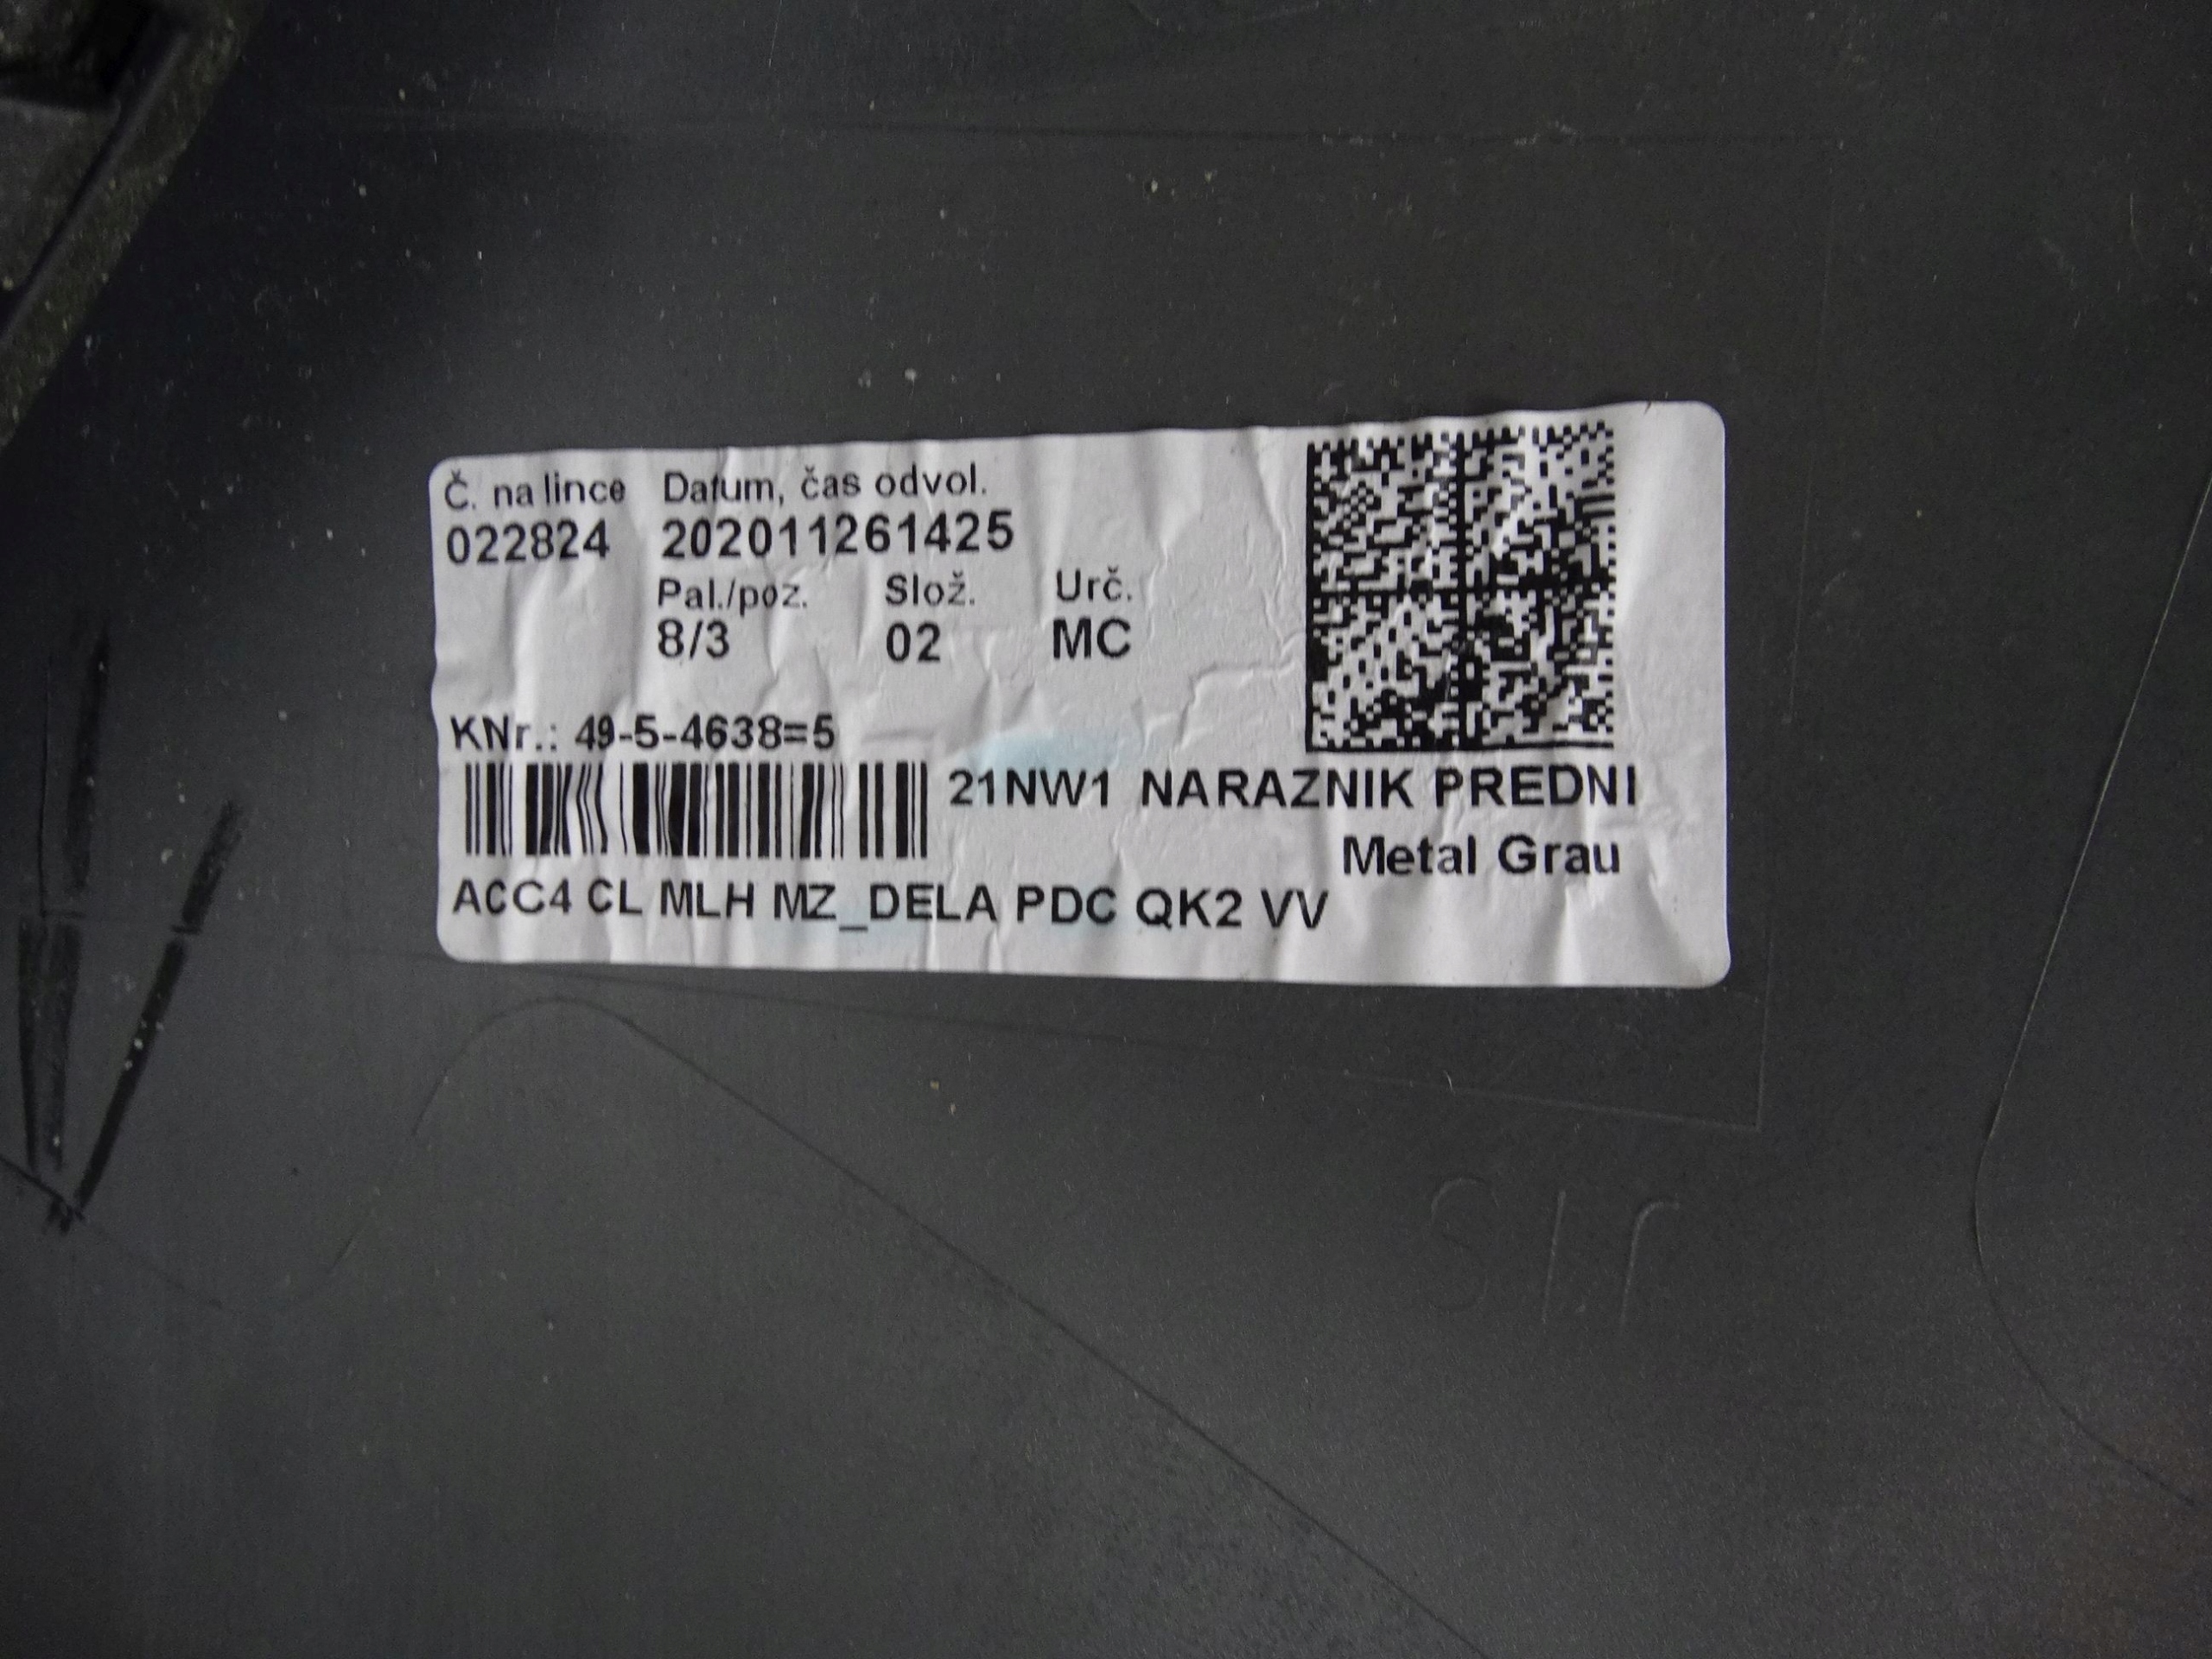 Č. na lince Datum, čas odvol.
022824 202011261425
Pal./poz. Slož. Urč.
8/3 02 MC
KNr.: 49-5-4638=5
21NW1 NARAZNIK PREDNI
Metal Grau
ACC4 CL MLH MZ_DELA PDC QK2 VV
JIS